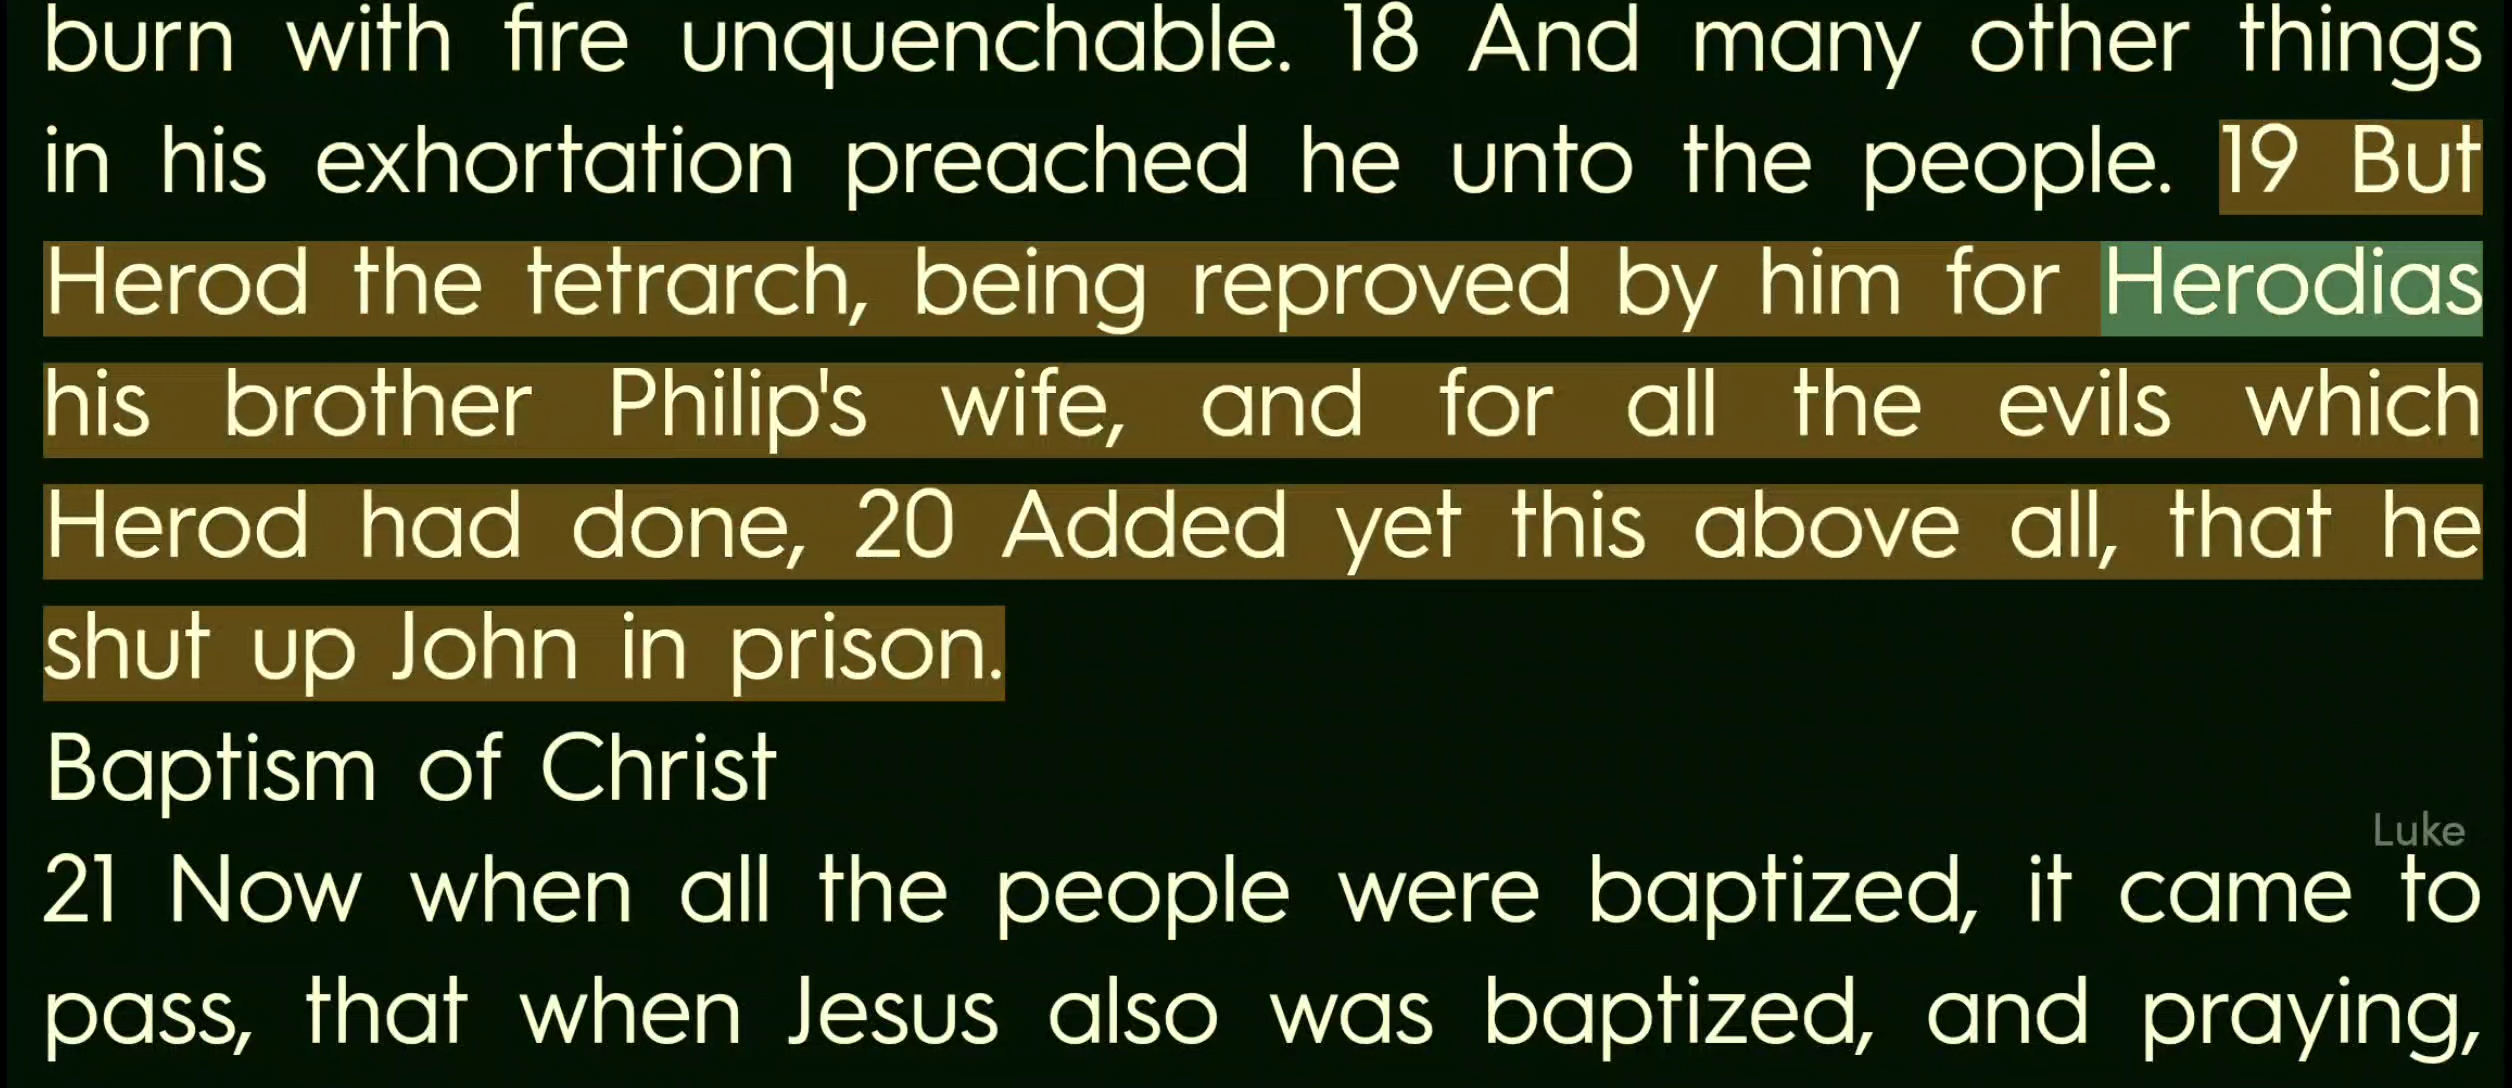 burn with fire unquenchable. 18 And many other things
in his exhortation preached he unto the people. 19 But
Herod the tetrarch, being reproved by him for Herodias
his brother Philip's wife, and for all the evils which
Herod had done, 20 Added yet this above all, that he
shut up John in prison.
Baptism of Christ
Luke
21 Now when all the people were baptized, it came to
pass, that when Jesus also was baptized, and praying,